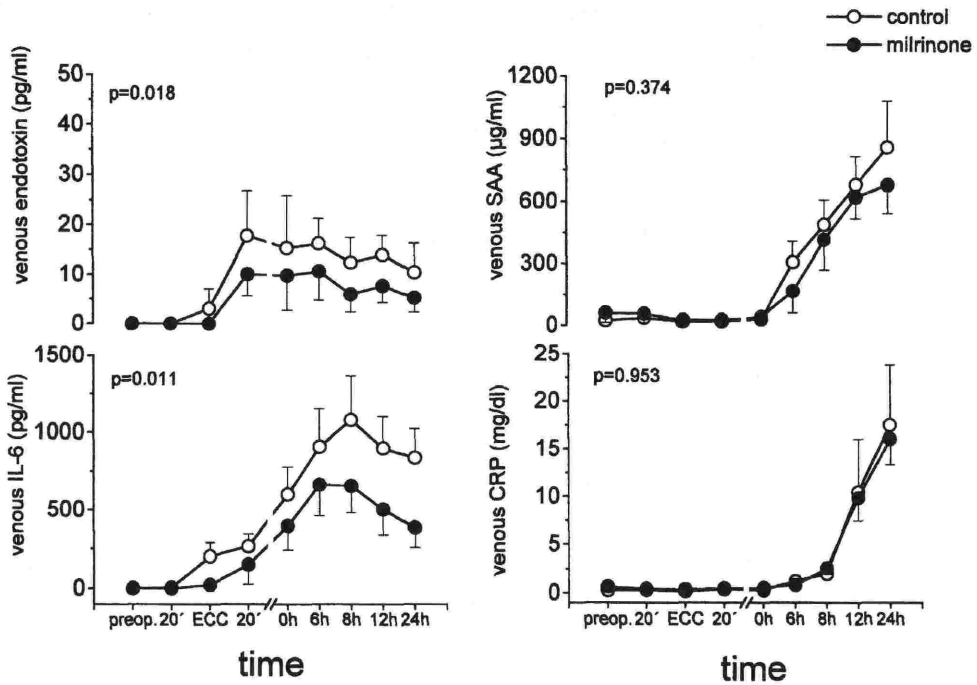 control
milrinone
venous endotoxin (pg/ml)
p=0.018
50
40
30
20
10
0
venous SAA (µg/ml)
p=0.374
1200
900
600
300
0
venous IL-6 (pg/ml)
p=0.011
1500
1000
500
0
preop. 20´ ECC 20´ 0h 6h 8h 12h 24h
time
venous CRP (mg/dl)
p=0.953
25
20
15
10
5
0
preop. 20´ ECC 20´ 0h 6h 8h 12h 24h
time